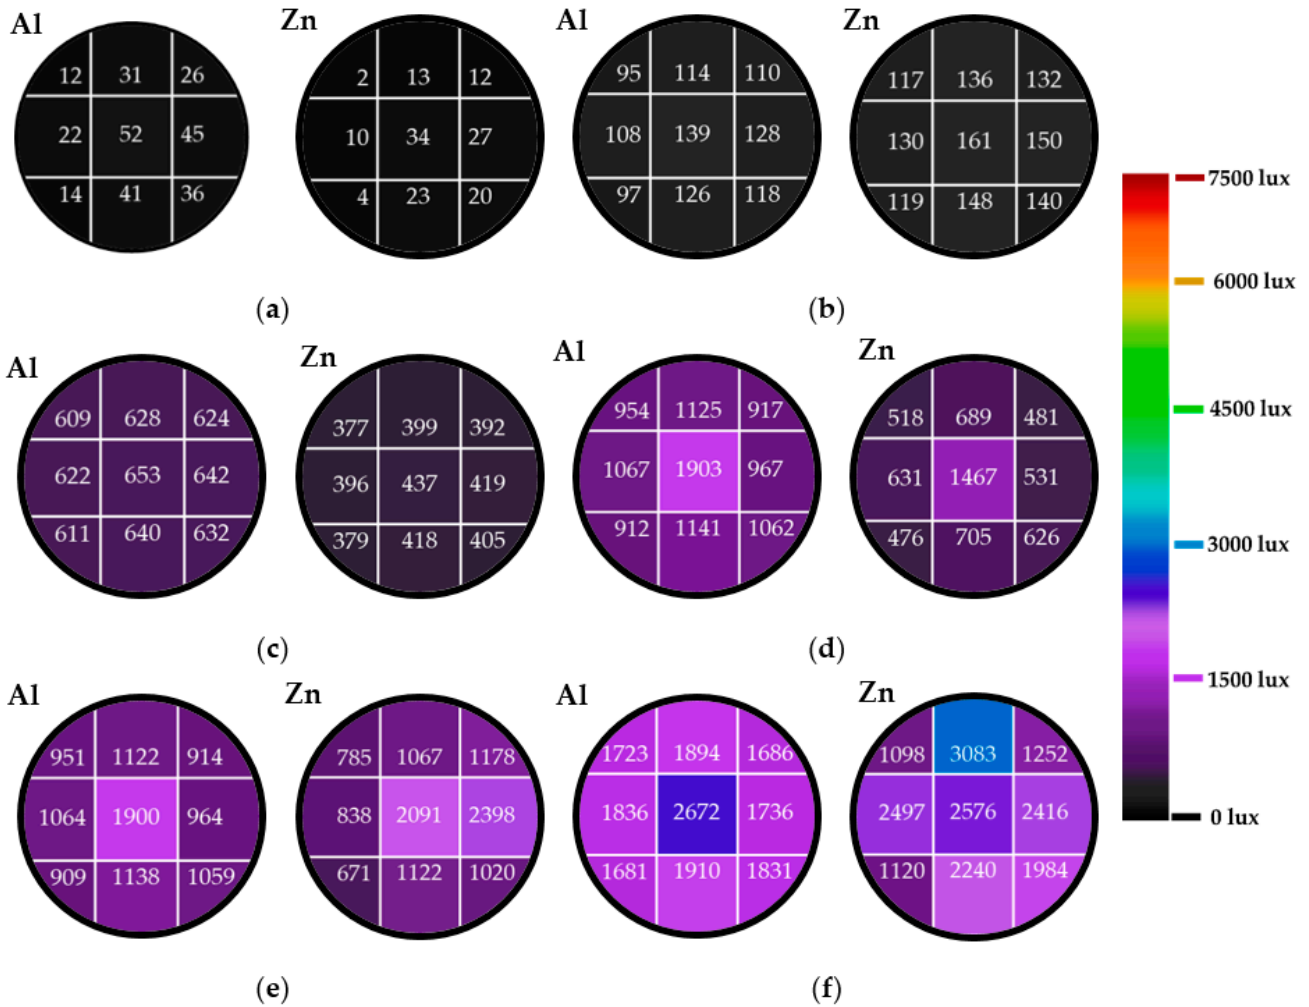 Al Zn Al Zn
12 31 26 2 13 12 95 114 110 117 136 132
22 52 45 10 34 27 108 139 128 130 161 150
14 41 36 4 23 20 97 126 118 119 148 140
7500 lux
6000 lux
4500 lux
3000 lux
1500 lux
0 lux
(a) (b)
Al Zn Al Zn
609 628 624 377 399 392 954 1125 917 518 689 481
622 653 642 396 437 419 1067 1903 967 631 1467 531
611 640 632 379 418 405 912 1141 1062 476 705 626
(c) (d)
Al Zn Al Zn
951 1122 914 785 1067 1178 1723 1894 1686 1098 3083 1252
1064 1900 964 838 2091 2398 1836 2672 1736 2497 2576 2416
909 1138 1059 671 1122 1020 1681 1910 1831 1120 2240 1984
(e) (f)